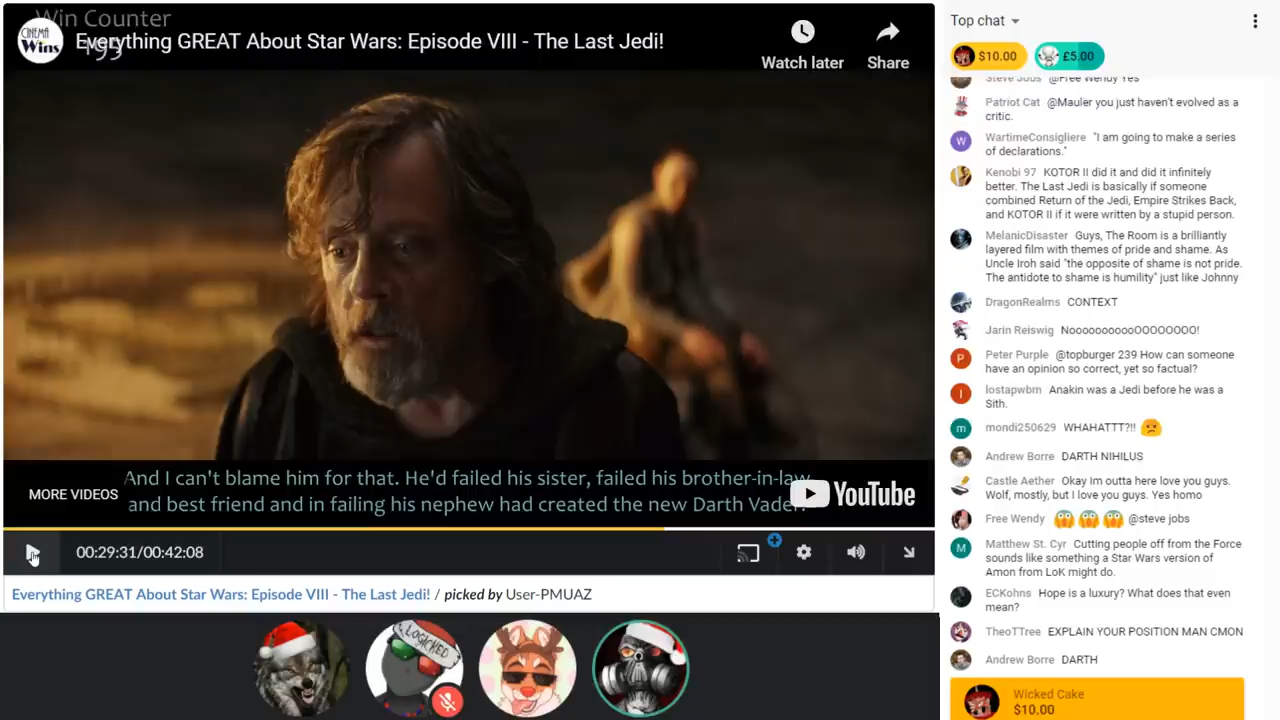 Win Counter
195
CINEMA
Wins
Everything GREAT About Star Wars: Episode VIII - The Last Jedi!
Watch later
Share
And I can't blame him for that. He'd failed his sister, failed his brother-in-law,
and best friend and in failing his nephew had created the new Darth Vader.
MORE VIDEOS
YouTube
00:29:31/00:42:08
Everything GREAT About Star Wars: Episode VIII - The Last Jedi! / picked by User-PMUAZ
LOGICKED
Top chat
$10.00
£5.00
Steve Jobs @Free Wendy Yes
Patriot Cat @Mauler you just haven't evolved as a
critic.
W
WartimeConsigliere "I am going to make a series
of declarations."
Kenobi 97 KOTOR II did it and did it infinitely
better. The Last Jedi is basically if someone
combined Return of the Jedi, Empire Strikes Back,
and KOTOR II if it were written by a stupid person.
MelanicDisaster Guys, The Room is a brilliantly
layered film with themes of pride and shame. As
Uncle Iroh said "the opposite of shame is not pride.
The antidote to shame is humility" just like Johnny
DragonRealms CONTEXT
Jarin Reiswig NooooooooooOOOOOOOO!
P
Peter Purple @topburger 239 How can someone
have an opinion so correct, yet so factual?
l
lostapwbm Anakin was a Jedi before he was a
Sith.
m
mondi250629 WHAHATTT?!!
Andrew Borre DARTH NIHILUS
Castle Aether Okay Im outta here love you guys.
Wolf, mostly, but I love you guys. Yes homo
Free Wendy @steve jobs
M
Matthew St. Cyr Cutting people off from the Force
sounds like something a Star Wars version of
Amon from LoK might do.
ECKohns Hope is a luxury? What does that even
mean?
TheoTTree EXPLAIN YOUR POSITION MAN CMON
Andrew Borre DARTH
Wicked Cake
$10.00